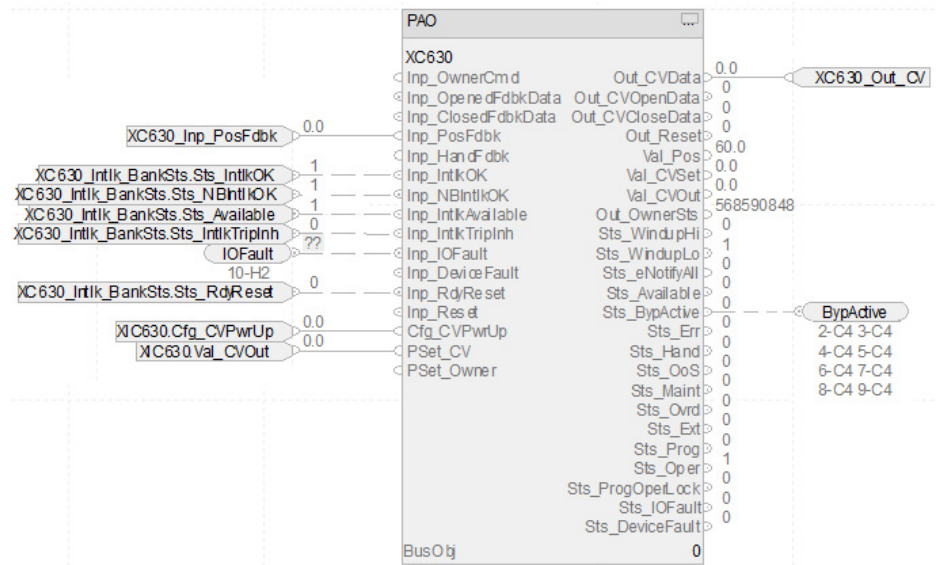 PAO
XC630
Inp_OwnerCmd Out_CVData 0.0 XC630_Out_CV
Inp_OpenedFdbkData Out_CVOpenData 0
Inp_ClosedFdbkData Out_CVCloseData 0
XC630_Inp_PosFdbk 0.0 Inp_PosFdbk Out_Reset 0
Inp_HandFdbk Val_Pos 60.0
XC630_Intlk_BankSts.Sts_IntlkOK 1 Inp_IntlkOK Val_CVSet 0.0
XC630_Intlk_BankSts.Sts_NBIntlkOK 1 Inp_NBIntlkOK Val_CVOut 0.0
XC630_Intlk_BankSts.Sts_Available 1 Inp_IntlkAvailable Out_OwnerSts 568590848
XC630_Intlk_BankSts.Sts_IntlkTripInh 0 Inp_IntlkTripInh Sts_WindupHi 0
IOFault ?? Inp_IOFault Sts_WindupLo 1
10-H2 Inp_DeviceFault Sts_eNotifyAll 0
XC630_Intlk_BankSts.Sts_RdyReset 0 Inp_RdyReset Sts_Available 0
Inp_Reset Sts_BypActive 0 BypActive
XIC630.Cfg_CVPwrUp 0.0 Cfg_CVPwrUp Sts_Err 0 2-C4 3-C4
XIC630.Val_CVOut 0.0 PSet_CV Sts_Hand 0 4-C4 5-C4
PSet_Owner Sts_OoS 0 6-C4 7-C4
Sts_Maint 0 8-C4 9-C4
Sts_Ovrd 0
Sts_Ext 0
Sts_Prog 0
Sts_Oper 1
Sts_ProgOperLock 0
Sts_IOFault 0
Sts_DeviceFault 0
BusObj 0